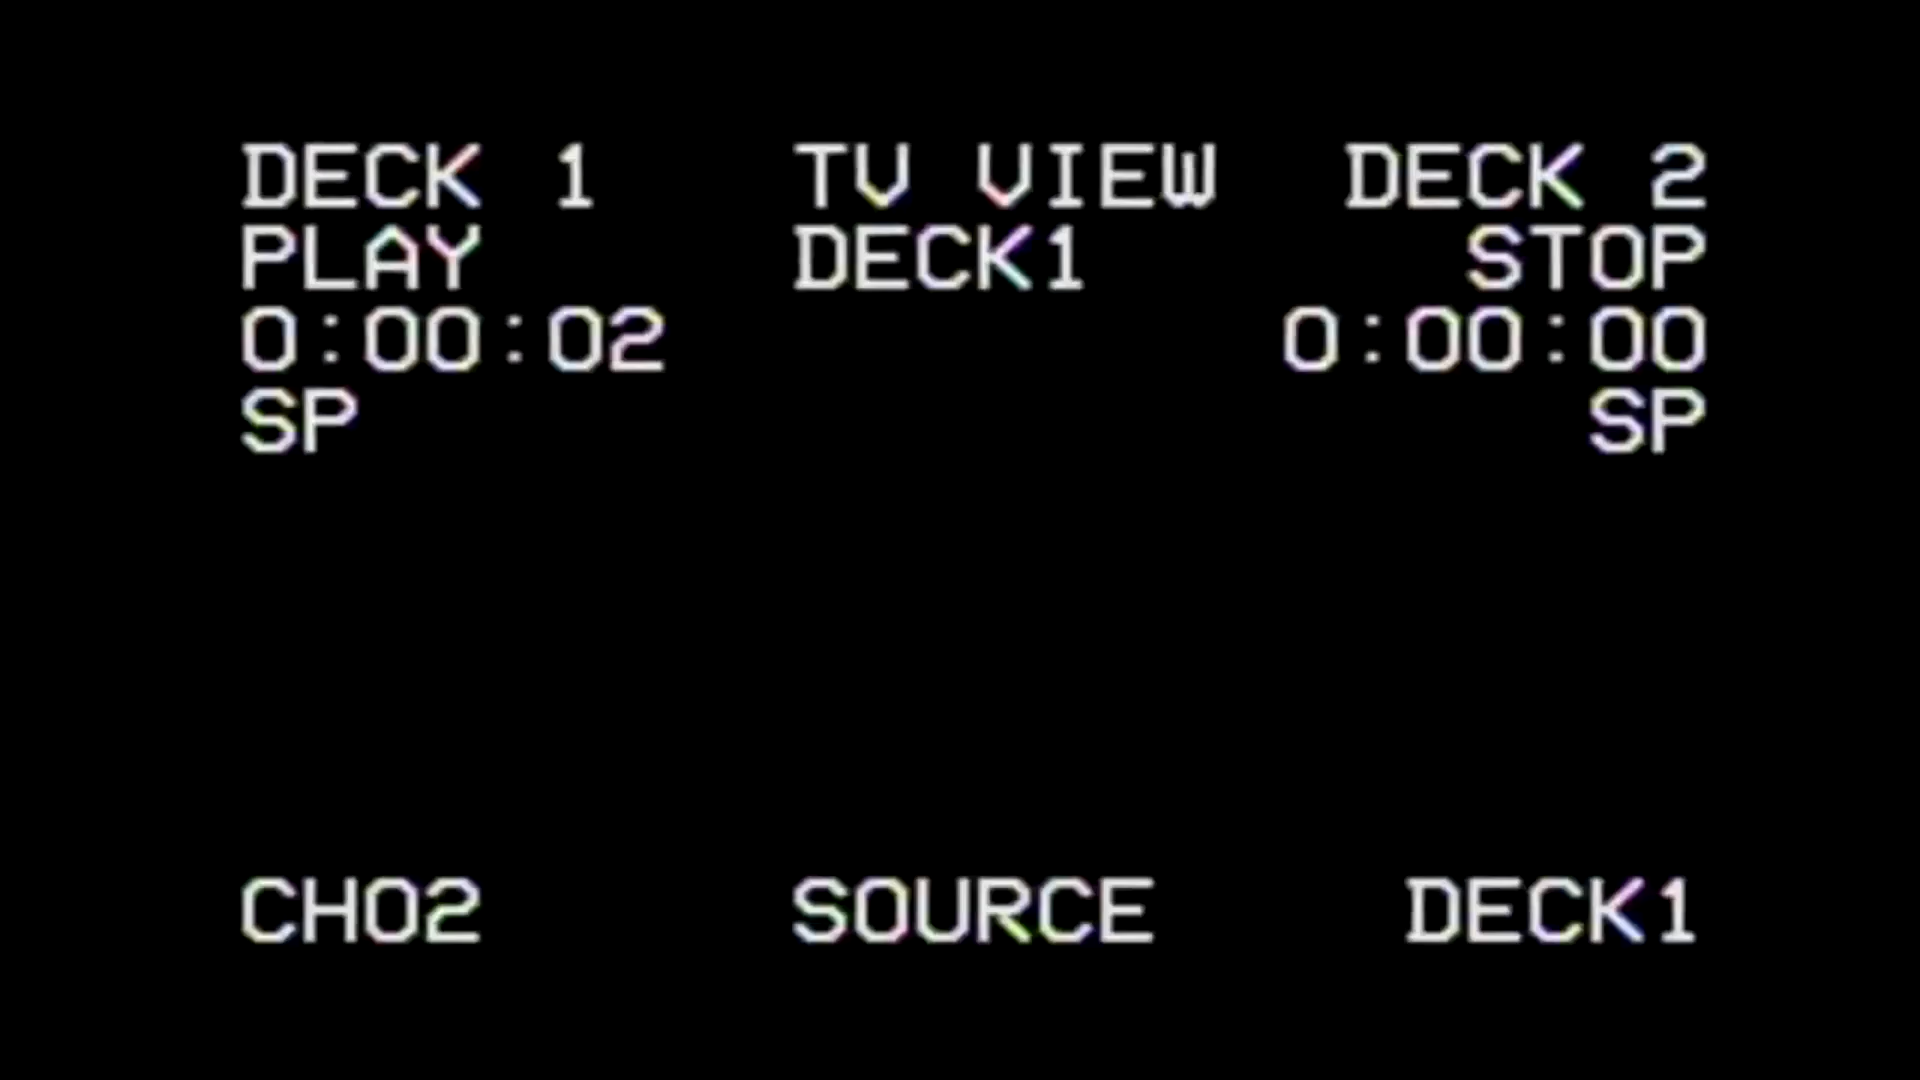 DECK 1 TV VIEW DECK 2
PLAY DECK1 STOP
0:00:02 0:00:00
SP SP
CH02 SOURCE DECK1